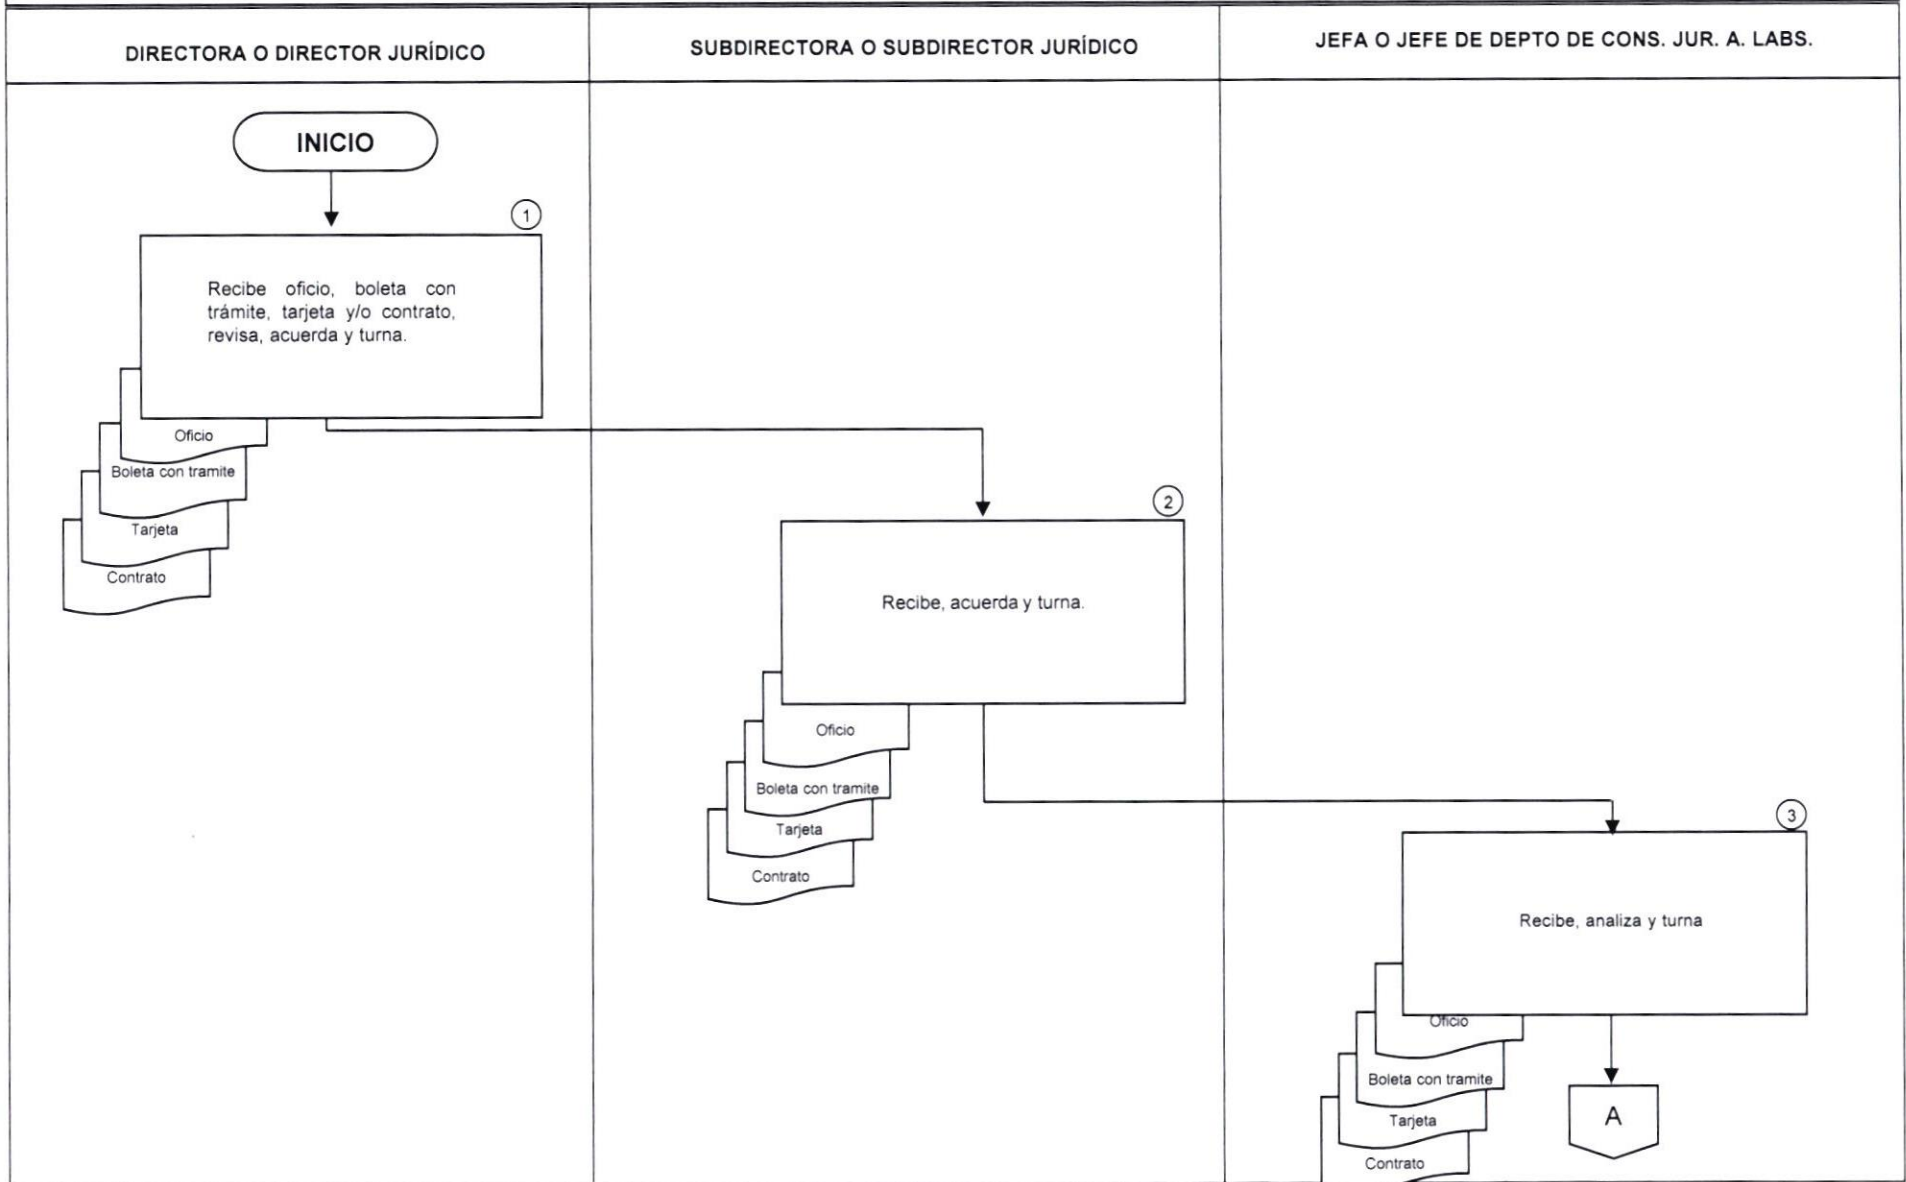 DIRECTORA O DIRECTOR JURÍDICO
SUBDIRECTORA O SUBDIRECTOR JURÍDICO
JEFA O JEFE DE DEPTO DE CONS. JUR. A. LABS.
INICIO
1
Recibe oficio, boleta con
trámite, tarjeta y/o contrato,
revisa, acuerda y turna.
Oficio
Boleta con tramite
Tarjeta
Contrato
2
Recibe, acuerda y turna.
Oficio
Boleta con tramite
Tarjeta
Contrato
3
Recibe, analiza y turna
Oficio
Boleta con tramite
Tarjeta
Contrato
A